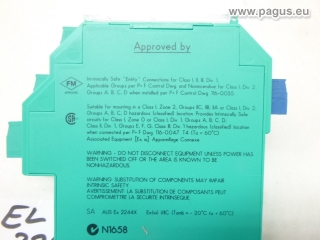 www.pagus.eu
Approved by
FM
APPROVED
Intrinsically Safe "Entity" Connections for Class I, II, III, Div. 1,
Groups A, B, C, D and Nonincendive for Class I, Div. 2,
Groups A, B, C, D when installed per P+F Control Dwg. 116-0035.
Suitable for mounting in a Class I, Zone 2, Groups IIC, IIB, IIA or Class I, Div. 2,
Groups A, B, C, D hazardous (classified) location Provides Intrinsically Safe
circuits for Class I, Zone 0 or Class I, Div. 1, Groups A, B, C, D, Class II,
Div. 1, Groups E, F, G, Class III, Div. 1 hazardous (classified) location
when connected per P+F Control Dwg. 116-0047 T4 (Ta = 60°C)
Associated Equipment [Ex ia] Appareillage Connexe
WARNING - DO NOT DISCONNECT EQUIPMENT UNLESS POWER HAS
BEEN SWITCHED OFF OR THE AREA IS KNOWN TO BE
NONHAZARDOUS.
WARNING: SUBSTITUTION OF COMPONENTS MAY IMPAIR
INTRINSIC SAFETY
AVERTISSEMENT: LA SUBSTITUTION DE COMPOSANTS PEUT
COMPROMETTRE LA SECURITE INTRINSEQUE
SA AUS Ex
N1658
EL